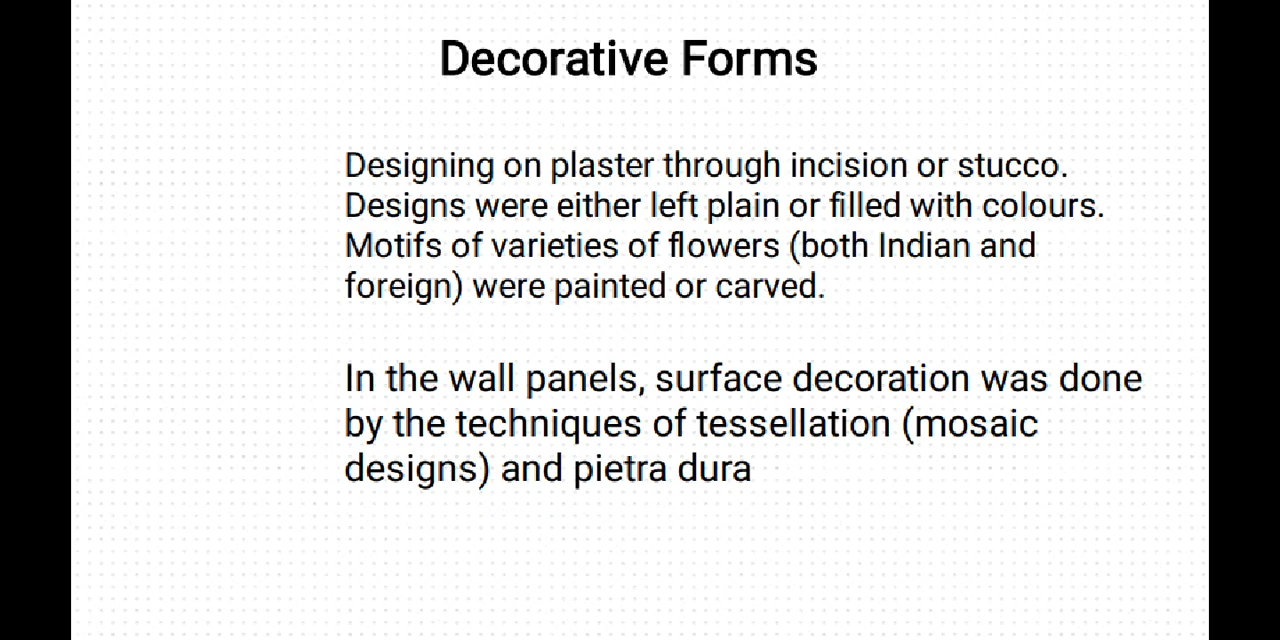 Decorative Forms
Designing on plaster through incision or stucco.
Designs were either left plain or filled with colours.
Motifs of varieties of flowers (both Indian and
foreign) were painted or carved.
In the wall panels, surface decoration was done
by the techniques of tessellation (mosaic
designs) and pietra dura